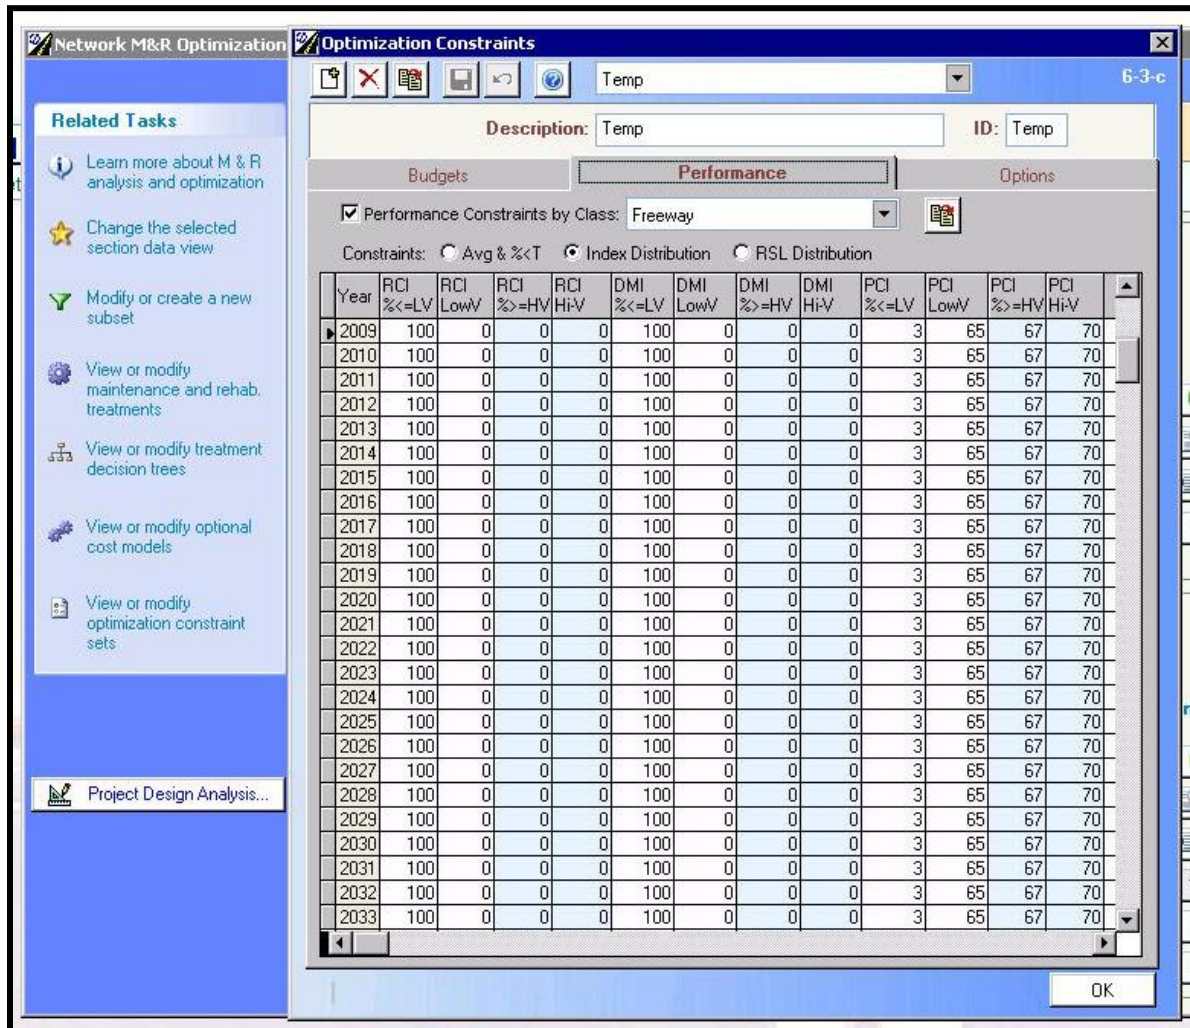 Network M&R Optimization
Optimization Constraints
Temp
6-3-c
Related Tasks
Learn more about M & R
analysis and optimization
Change the selected
section data view
Modify or create a new
subset
View or modify
maintenance and rehab.
treatments
View or modify treatment
decision trees
View or modify optional
cost models
View or modify
optimization constraint
sets
Project Design Analysis...
Description: Temp ID: Temp
Budgets Performance Options
Performance Constraints by Class: Freeway
Constraints: Avg & %<T Index Distribution RSL Distribution
Year RCI %<=LV RCI LowV RCI %>=HV RCI Hi-V DMI %<=LV DMI LowV DMI %>=HV DMI Hi-V PCI %<=LV PCI LowV PCI %>=HV PCI Hi-V
2009 100 0 0 0 100 0 0 0 3 65 67 70
2010 100 0 0 0 100 0 0 0 3 65 67 70
2011 100 0 0 0 100 0 0 0 3 65 67 70
2012 100 0 0 0 100 0 0 0 3 65 67 70
2013 100 0 0 0 100 0 0 0 3 65 67 70
2014 100 0 0 0 100 0 0 0 3 65 67 70
2015 100 0 0 0 100 0 0 0 3 65 67 70
2016 100 0 0 0 100 0 0 0 3 65 67 70
2017 100 0 0 0 100 0 0 0 3 65 67 70
2018 100 0 0 0 100 0 0 0 3 65 67 70
2019 100 0 0 0 100 0 0 0 3 65 67 70
2020 100 0 0 0 100 0 0 0 3 65 67 70
2021 100 0 0 0 100 0 0 0 3 65 67 70
2022 100 0 0 0 100 0 0 0 3 65 67 70
2023 100 0 0 0 100 0 0 0 3 65 67 70
2024 100 0 0 0 100 0 0 0 3 65 67 70
2025 100 0 0 0 100 0 0 0 3 65 67 70
2026 100 0 0 0 100 0 0 0 3 65 67 70
2027 100 0 0 0 100 0 0 0 3 65 67 70
2028 100 0 0 0 100 0 0 0 3 65 67 70
2029 100 0 0 0 100 0 0 0 3 65 67 70
2030 100 0 0 0 100 0 0 0 3 65 67 70
2031 100 0 0 0 100 0 0 0 3 65 67 70
2032 100 0 0 0 100 0 0 0 3 65 67 70
2033 100 0 0 0 100 0 0 0 3 65 67 70
OK